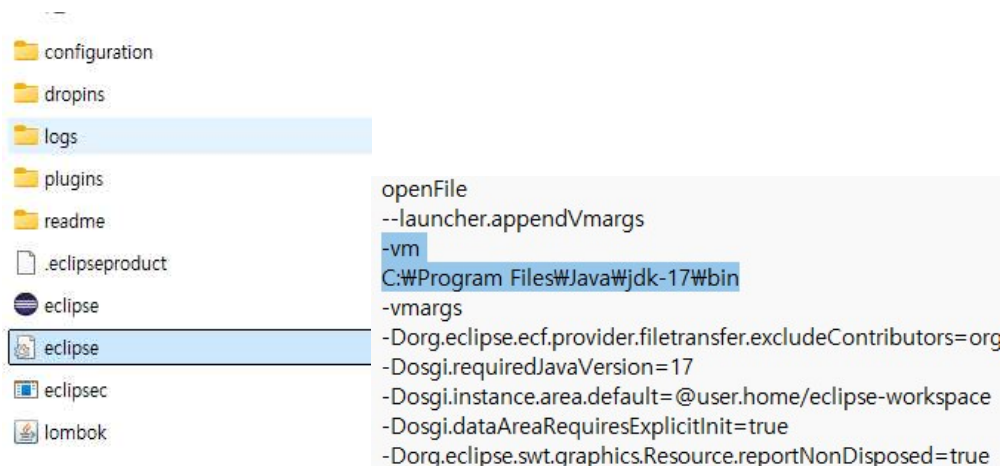 configuration
dropins
logs
plugins
readme
.eclipseproduct
eclipse
eclipse
eclipsec
lombok
openFile
--launcher.appendVmargs
-vm
C:₩Program Files₩Java₩jdk-17₩bin
-vmargs
-Dorg.eclipse.ecf.provider.filetransfer.excludeContributors=org
-Dosgi.requiredJavaVersion=17
-Dosgi.instance.area.default=@user.home/eclipse-workspace
-Dosgi.dataAreaRequiresExplicitInit=true
-Dorg.eclipse.swt.graphics.Resource.reportNonDisposed=true